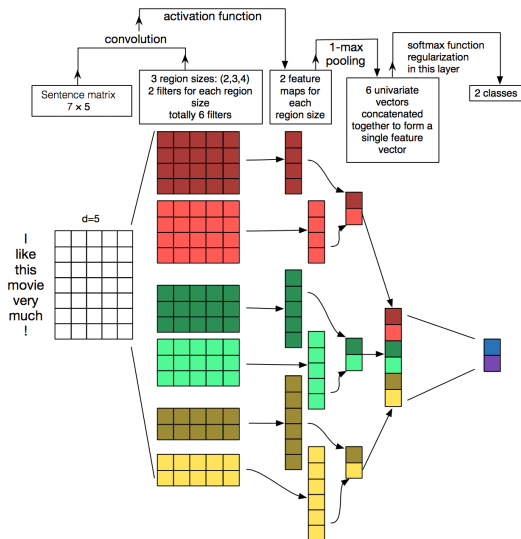 activation function
convolution
1-max
pooling
softmax function
regularization
in this layer
Sentence matrix
7 × 5
3 region sizes: (2,3,4)
2 filters for each region
size
totally 6 filters
2 feature
maps for
each
region size
6 univariate
vectors
concatenated
together to form a
single feature
vector
2 classes
d=5
I
like
this
movie
very
much
!